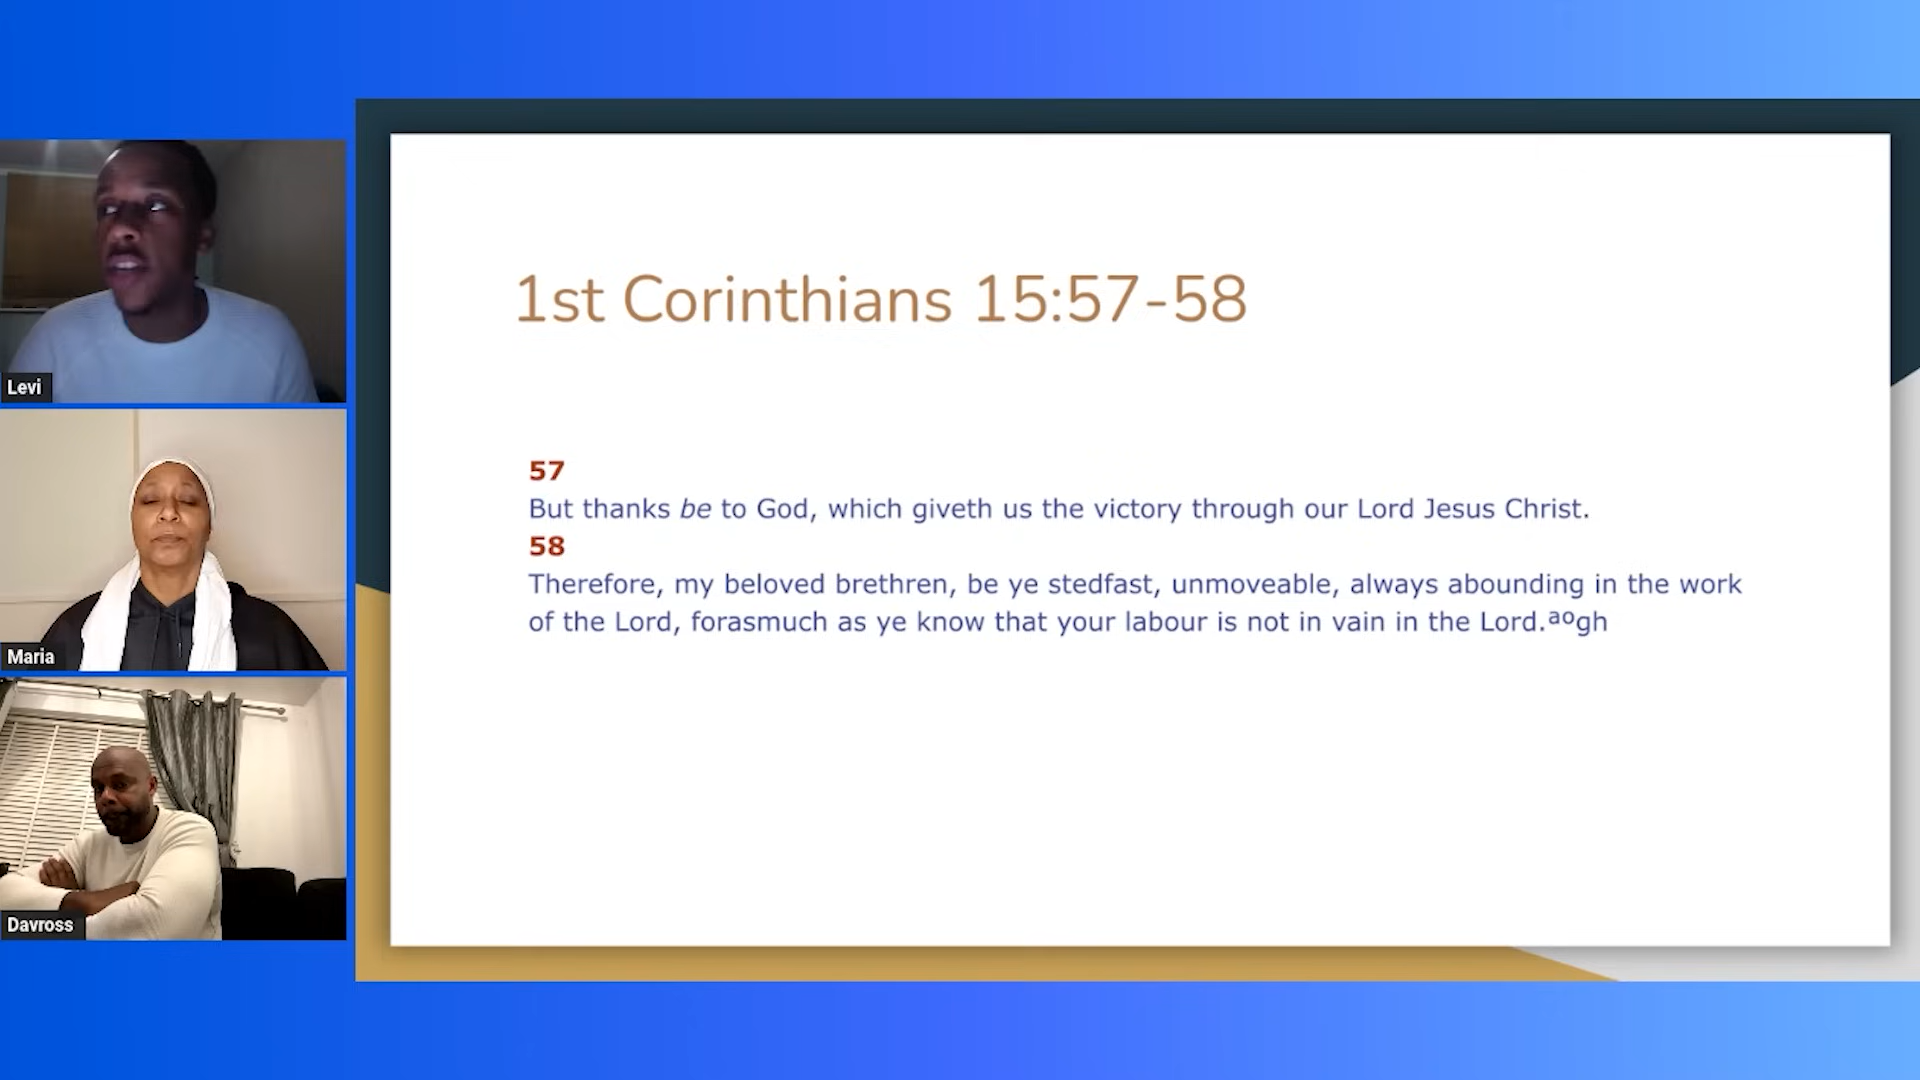 1st Corinthians 15:57-58
57
But thanks be to God, which giveth us the victory through our Lord Jesus Christ.
58
Therefore, my beloved brethren, be ye stedfast, unmoveable, always abounding in the work
of the Lord, forasmuch as ye know that your labour is not in vain in the Lord.ªºgh
Levi
Maria
Davross